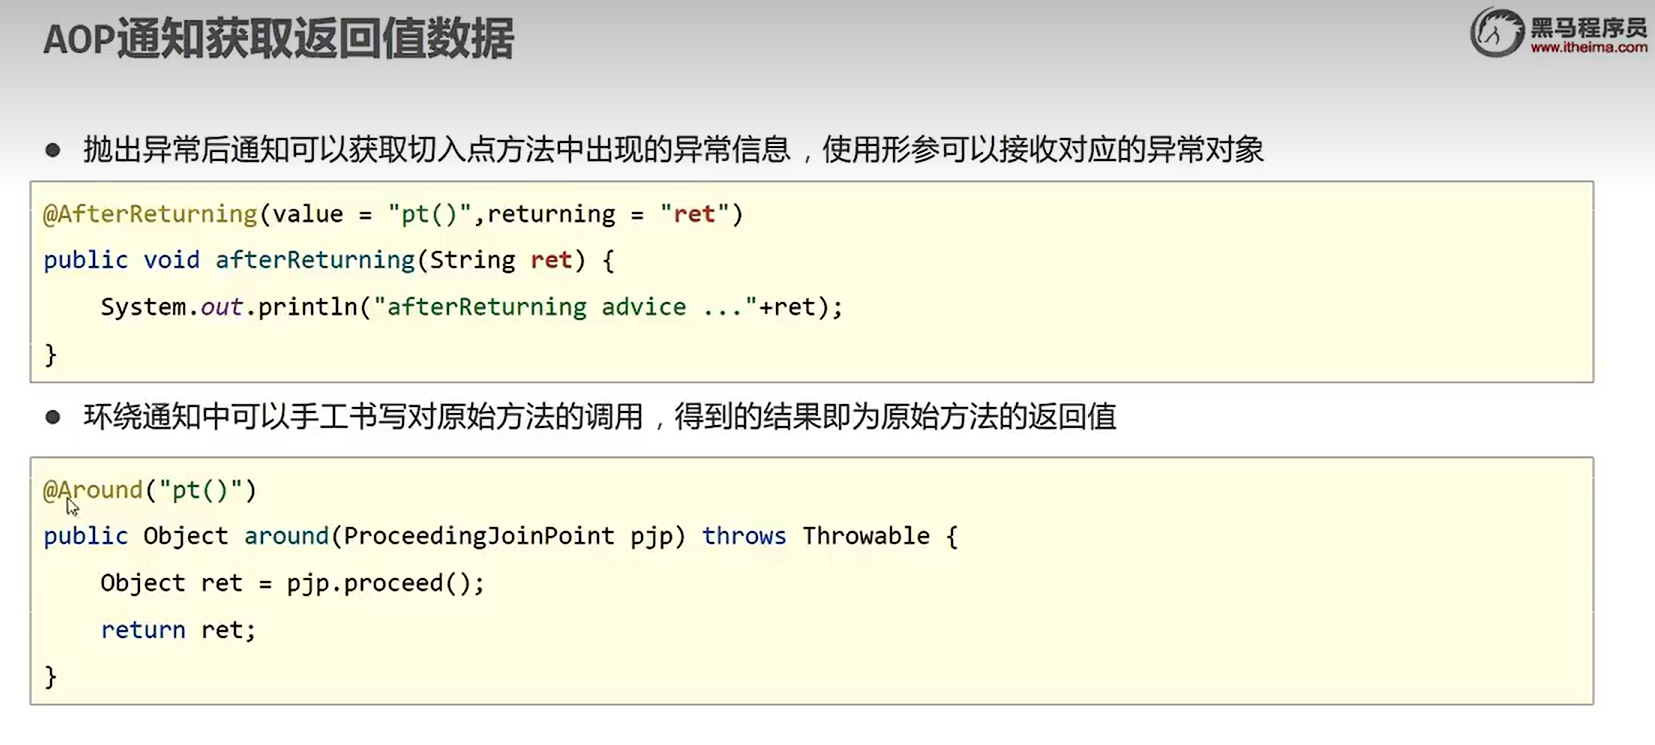 AOP通知获取返回值数据
黑马程序员
www.itheima.com
● 抛出异常后通知可以获取切入点方法中出现的异常信息，使用形参可以接收对应的异常对象
@AfterReturning(value = "pt()",returning = "ret")
public void afterReturning(String ret) {
    System.out.println("afterReturning advice ..."+ret);
}
● 环绕通知中可以手工书写对原始方法的调用，得到的结果即为原始方法的返回值
@Around("pt()")
public Object around(ProceedingJoinPoint pjp) throws Throwable {
    Object ret = pjp.proceed();
    return ret;
}